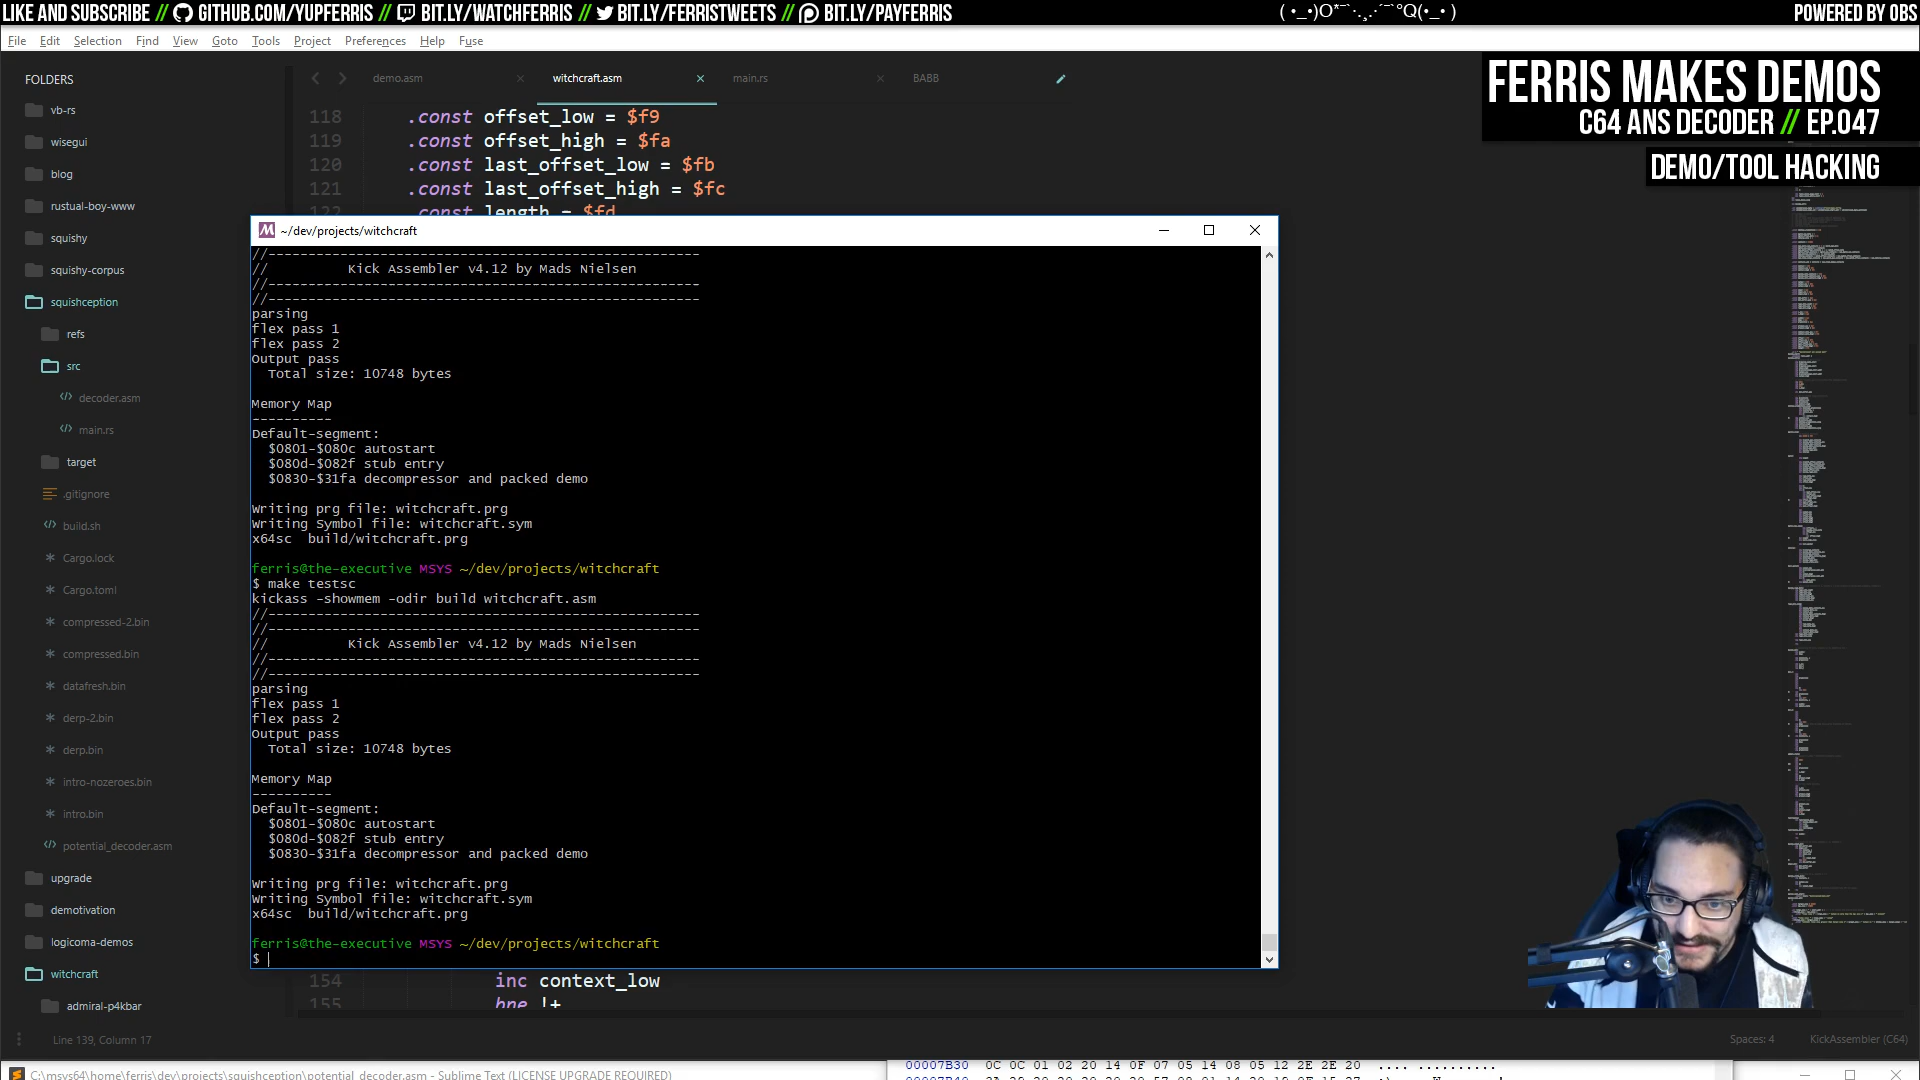 LIKE AND SUBSCRIBE // GITHUB.COM/YUPFERRIS // BIT.LY/WATCHFERRIS // BIT.LY/FERRISTWEETS // BIT.LY/PAYFERRIS
POWERED BY OBS
File Edit Selection Find View Goto Tools Project Preferences Help Fuse
FERRIS MAKES DEMOS
C64 ANS DECODER // EP.047
DEMO/TOOL HACKING
FOLDERS
vb-rs
wisegui
blog
rustual-boy-www
squishy
squishy-corpus
squishception
refs
src
decoder.asm
main.rs
target
.gitignore
build.sh
Cargo.lock
Cargo.toml
compressed-2.bin
compressed.bin
datafresh.bin
derp-2.bin
derp.bin
intro-nozeroes.bin
intro.bin
potential_decoder.asm
upgrade
demotivation
logicoma-demos
witchcraft
admiral-p4kbar
demo.asm witchcraft.asm main.rs BABB
118 .const offset_low = $f9
119 .const offset_high = $fa
120 .const last_offset_low = $fb
121 .const last_offset_high = $fc
122 .const length = $fd
~/dev/projects/witchcraft
//------------------------------------------------------
// Kick Assembler v4.12 by Mads Nielsen
//------------------------------------------------------
//------------------------------------------------------
parsing
flex pass 1
flex pass 2
Output pass
Total size: 10748 bytes
Memory Map
----------
Default-segment:
$0801-$080c autostart
$080d-$082f stub entry
$0830-$31fa decompressor and packed demo
Writing prg file: witchcraft.prg
Writing Symbol file: witchcraft.sym
x64sc build/witchcraft.prg
ferris@the-executive MSYS ~/dev/projects/witchcraft
$ make testsc
kickass -showmem -odir build witchcraft.asm
//------------------------------------------------------
//------------------------------------------------------
// Kick Assembler v4.12 by Mads Nielsen
//------------------------------------------------------
//------------------------------------------------------
parsing
flex pass 1
flex pass 2
Output pass
Total size: 10748 bytes
Memory Map
----------
Default-segment:
$0801-$080c autostart
$080d-$082f stub entry
$0830-$31fa decompressor and packed demo
Writing prg file: witchcraft.prg
Writing Symbol file: witchcraft.sym
x64sc build/witchcraft.prg
ferris@the-executive MSYS ~/dev/projects/witchcraft
$
154 inc context_low
155 bne !+
Line 139, Column 17
Spaces: 4 KickAssembler (C64)
C:\msys64\home\ferris\dev\projects\squishception\potential_decoder.asm - Sublime Text (LICENSE UPGRADE REQUIRED)
00007B30 0C 0C 01 02 20 14 0F 07 05 14 08 05 12 2E 2E 20